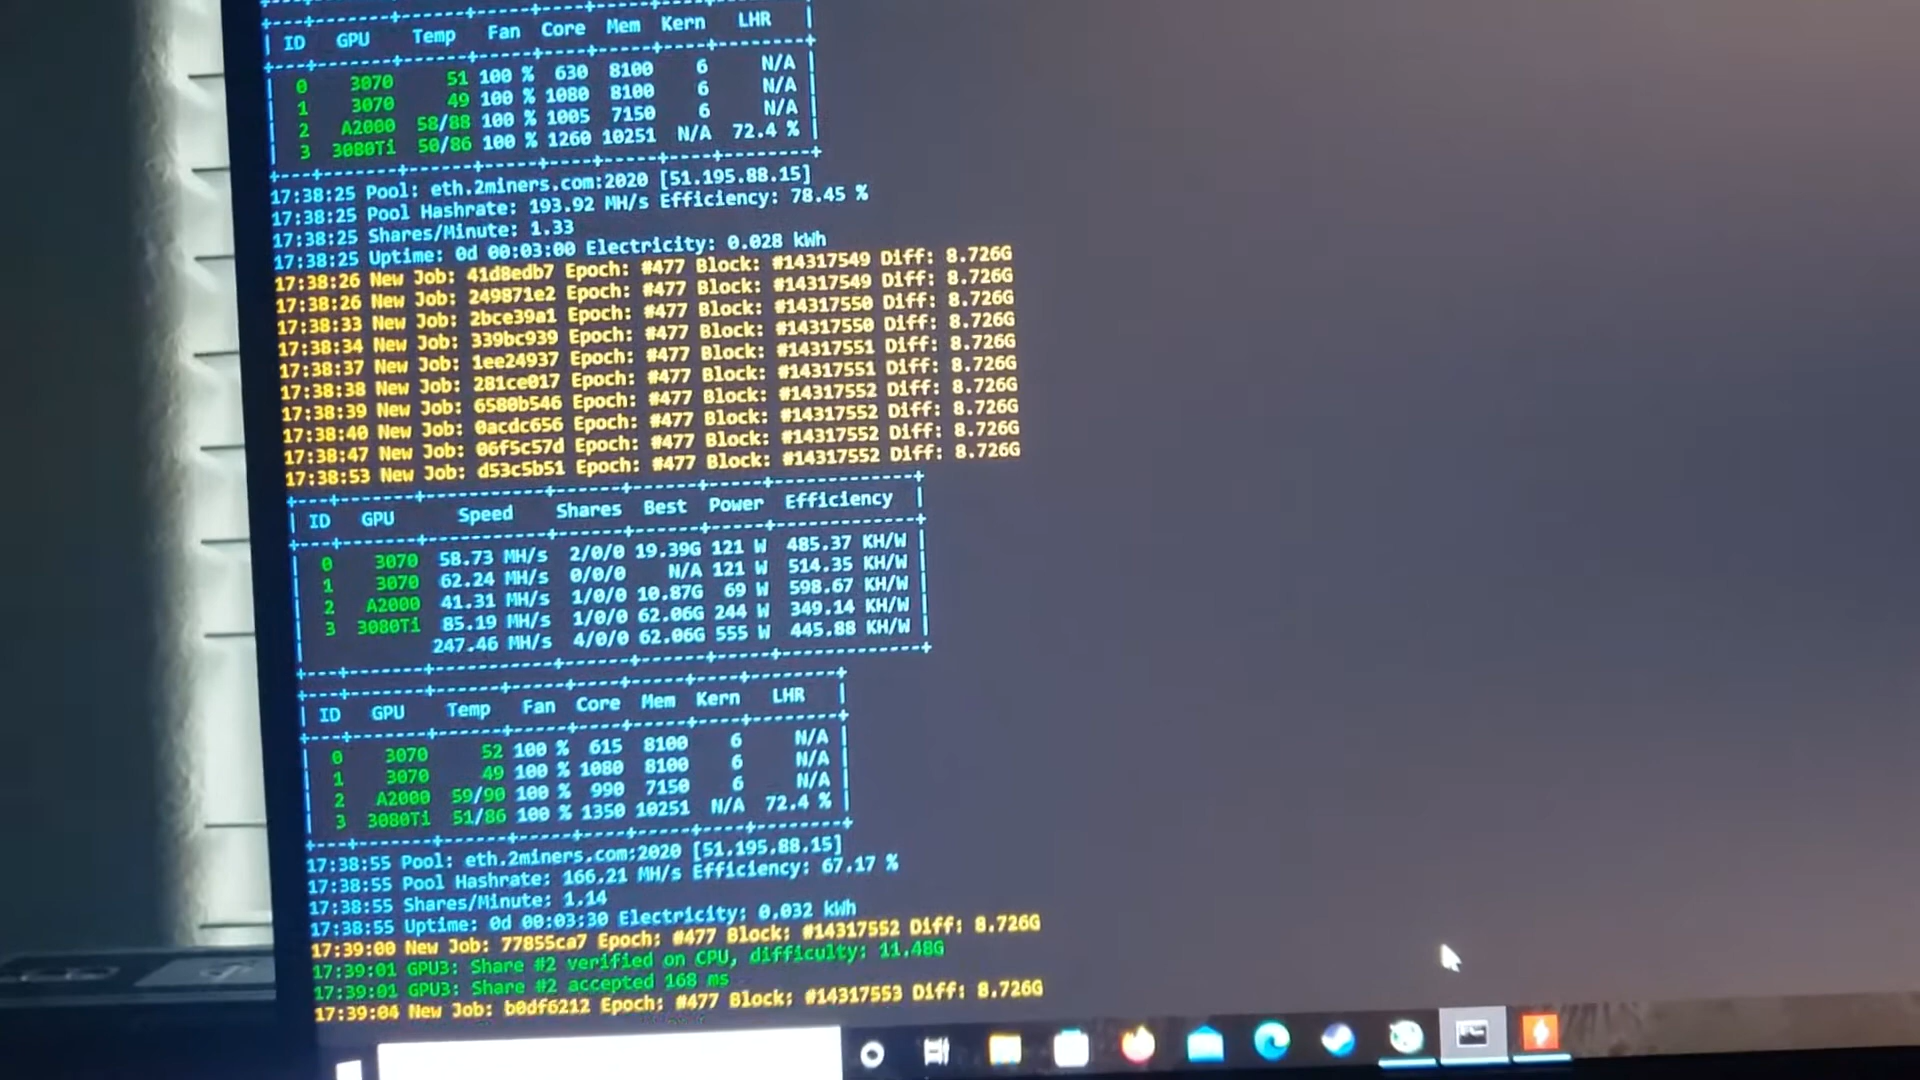 ID GPU Temp Fan Core Mem Kern LHR
0 3070 51 100 % 630 8100 6 N/A
1 3070 49 100 % 1080 8100 6 N/A
2 A2000 58/88 100 % 1005 7150 6 N/A
3 3080Ti 50/86 100 % 1260 10251 N/A 72.4 %
17:38:25 Pool: eth.2miners.com:2020 [51.195.88.15]
17:38:25 Pool Hashrate: 193.92 MH/s Efficiency: 78.45 %
17:38:25 Shares/Minute: 1.33
17:38:25 Uptime: 0d 00:03:00 Electricity: 0.028 kWh
17:38:26 New Job: 41d8edb7 Epoch: #477 Block: #14317549 Diff: 8.726G
17:38:26 New Job: 249871e2 Epoch: #477 Block: #14317549 Diff: 8.726G
17:38:33 New Job: 2bce39a1 Epoch: #477 Block: #14317550 Diff: 8.726G
17:38:34 New Job: 339bc939 Epoch: #477 Block: #14317550 Diff: 8.726G
17:38:37 New Job: 1ee24937 Epoch: #477 Block: #14317551 Diff: 8.726G
17:38:38 New Job: 281ce017 Epoch: #477 Block: #14317551 Diff: 8.726G
17:38:39 New Job: 6580b546 Epoch: #477 Block: #14317552 Diff: 8.726G
17:38:40 New Job: 0acdc656 Epoch: #477 Block: #14317552 Diff: 8.726G
17:38:47 New Job: 06f5c57d Epoch: #477 Block: #14317552 Diff: 8.726G
17:38:53 New Job: d53c5b51 Epoch: #477 Block: #14317552 Diff: 8.726G
ID GPU Speed Shares Best Power Efficiency
0 3070 58.73 MH/s 2/0/0 19.39G 121 W 485.37 KH/W
1 3070 62.24 MH/s 0/0/0 N/A 121 W 514.35 KH/W
2 A2000 41.31 MH/s 1/0/0 10.87G 69 W 598.67 KH/W
3 3080Ti 85.19 MH/s 1/0/0 62.06G 244 W 349.14 KH/W
247.46 MH/s 4/0/0 62.06G 555 W 445.88 KH/W
ID GPU Temp Fan Core Mem Kern LHR
0 3070 52 100 % 615 8100 6 N/A
1 3070 49 100 % 1080 8100 6 N/A
2 A2000 59/90 100 % 990 7150 6 N/A
3 3080Ti 51/86 100 % 1350 10251 N/A 72.4 %
17:38:55 Pool: eth.2miners.com:2020 [51.195.88.15]
17:38:55 Pool Hashrate: 166.21 MH/s Efficiency: 67.17 %
17:38:55 Shares/Minute: 1.14
17:38:55 Uptime: 0d 00:03:30 Electricity: 0.032 kWh
17:39:00 New Job: 77855ca7 Epoch: #477 Block: #14317552 Diff: 8.726G
17:39:01 GPU3: Share #2 verified on CPU, difficulty: 11.48G
17:39:01 GPU3: Share #2 accepted 168 ms
17:39:04 New Job: b0df6212 Epoch: #477 Block: #14317553 Diff: 8.726G